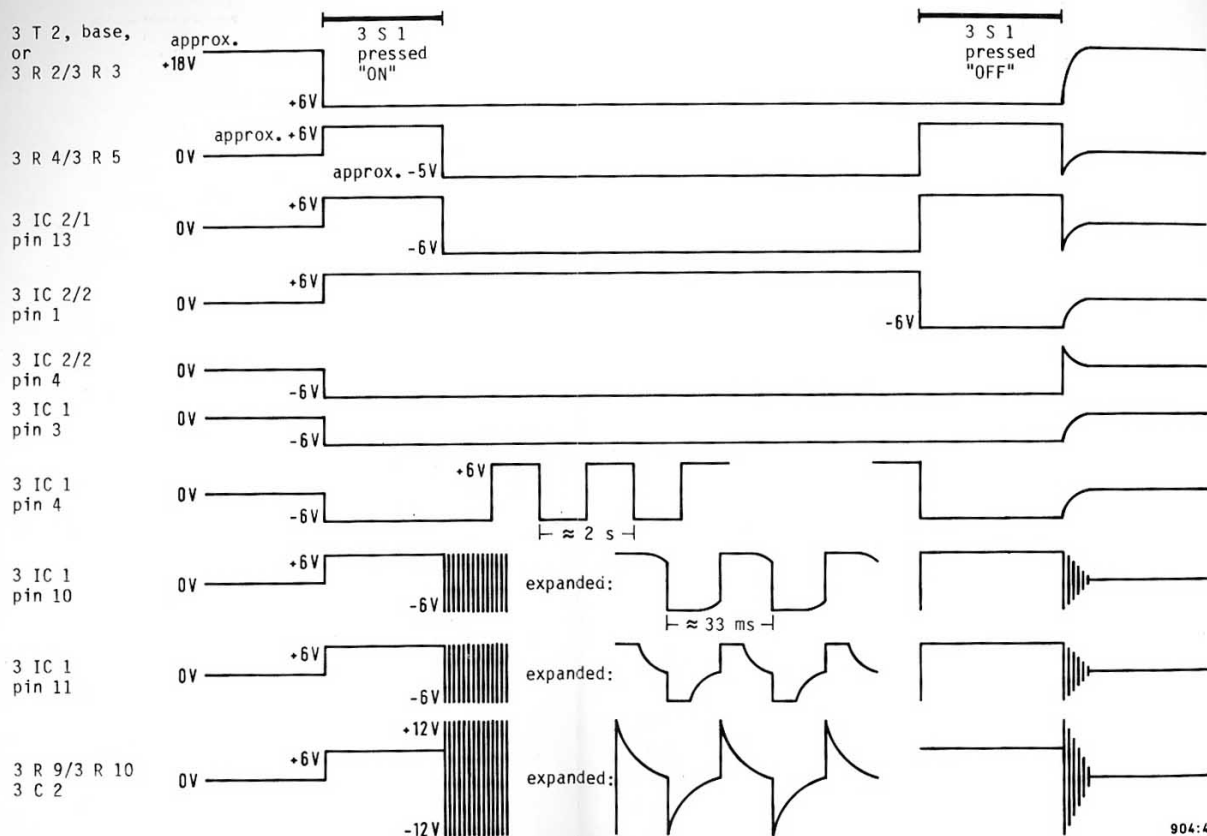 3 T 2, base,
or
3 R 2/3 R 3
approx.
+18V
+6V
3 S 1
pressed
"ON"
3 S 1
pressed
"OFF"
3 R 4/3 R 5
0V
approx. +6V
approx. -5V
3 IC 2/1
pin 13
0V
+6V
-6V
3 IC 2/2
pin 1
0V
+6V
-6V
3 IC 2/2
pin 4
0V
-6V
3 IC 1
pin 3
0V
-6V
3 IC 1
pin 4
0V
-6V
+6V
≈ 2 s
3 IC 1
pin 10
0V
+6V
-6V
expanded:
≈ 33 ms
3 IC 1
pin 11
0V
+6V
-6V
expanded:
3 R 9/3 R 10
3 C 2
0V
+6V
+12V
-12V
expanded:
904:4